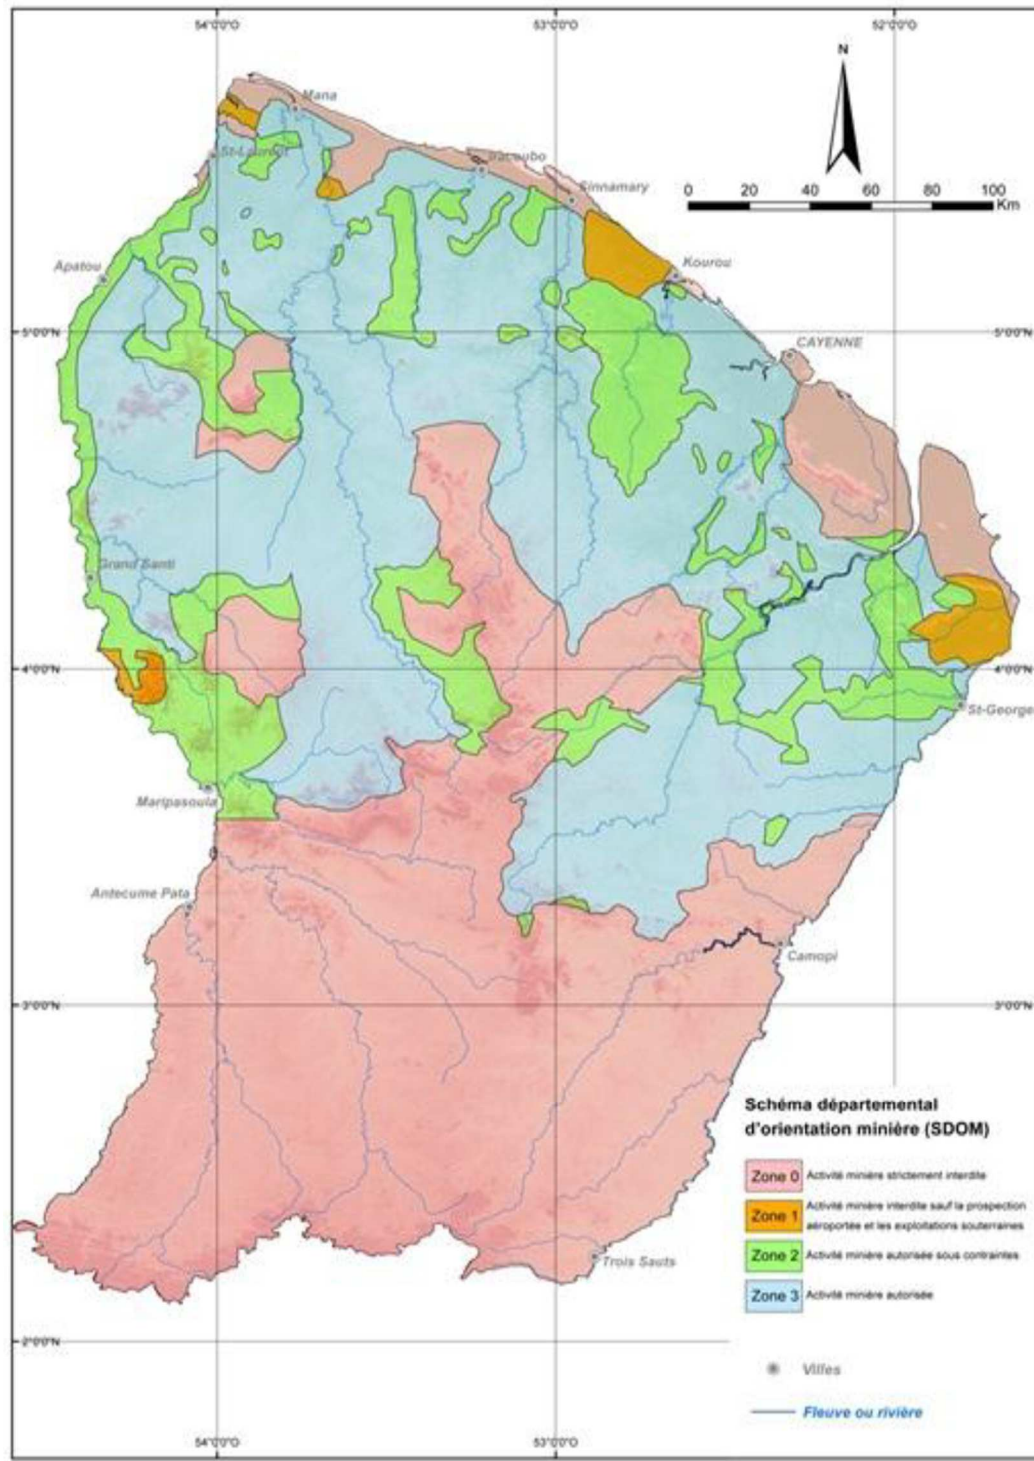 54°0'0"O 53°0'0"O 52°0'0"O
N
Mana
St-Laurent
Iracoubo
Sinnamary
0 20 40 60 80 100
Km
Apatou
Kourou
5°0'0"N 5°0'0"N
CAYENNE
Grand Santi
4°0'0"N 4°0'0"N
St-George
Maripasoula
Antecume Pata
Camopi
3°0'0"N 3°0'0"N
Schéma départemental
d'orientation minière (SDOM)
Zone 0 Activité minière strictement interdite
Zone 1 Activité minière interdite sauf la prospection
aéroportée et les exploitations souterraines
Zone 2 Activité minière autorisée sous contraintes
Trois Sauts
Zone 3 Activité minière autorisée
2°0'0"N
Villes
Fleuve ou rivière
54°0'0"O 53°0'0"O